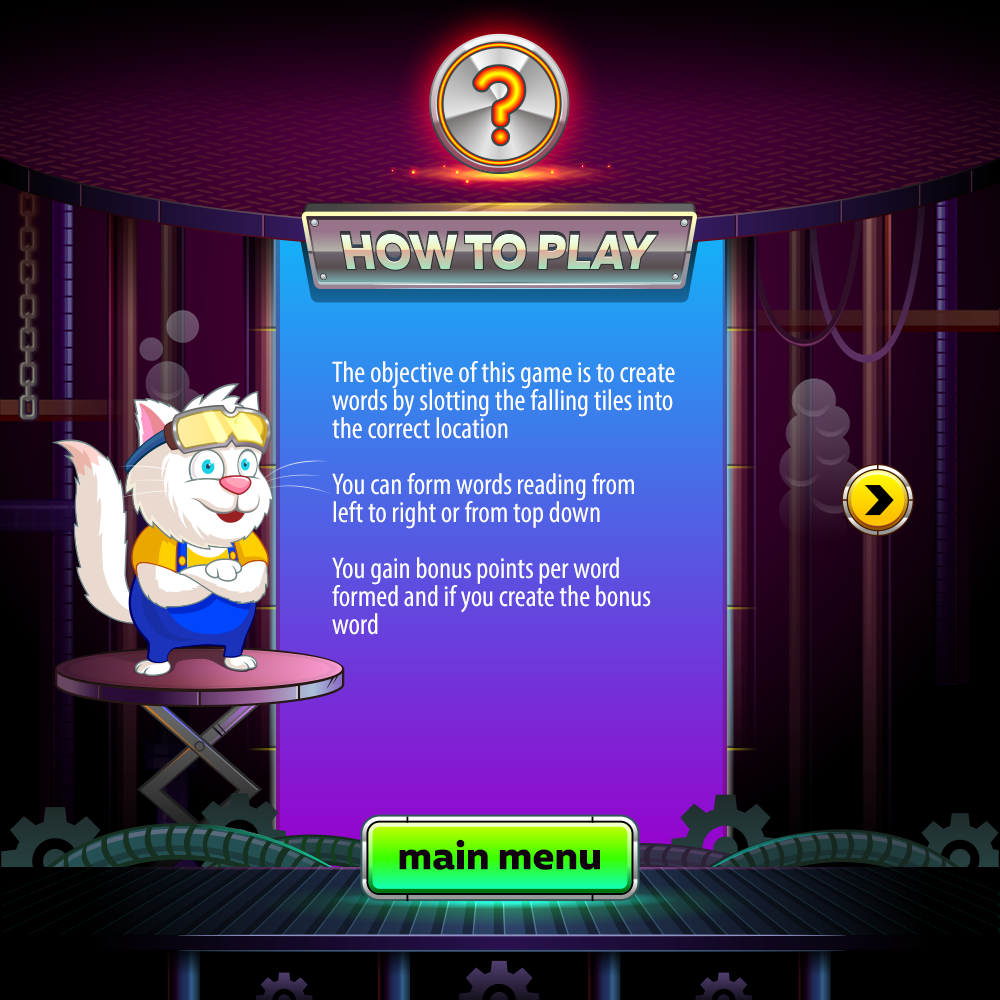 ?
HOW TO PLAY
The objective of this game is to create
words by slotting the falling tiles into
the correct location
You can form words reading from
left to right or from top down
You gain bonus points per word
formed and if you create the bonus
word
main menu